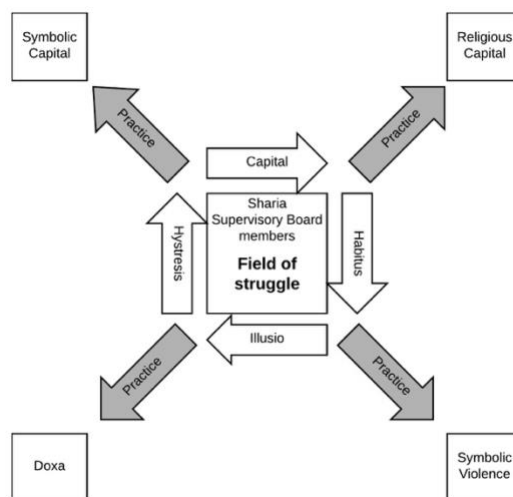 Symbolic
Capital
Religious
Capital
Practice
Practice
Capital
Sharia
Supervisory Board
members
Field of
struggle
Hystresis
Habitus
Illusio
Practice
Practice
Doxa
Symbolic
Violence